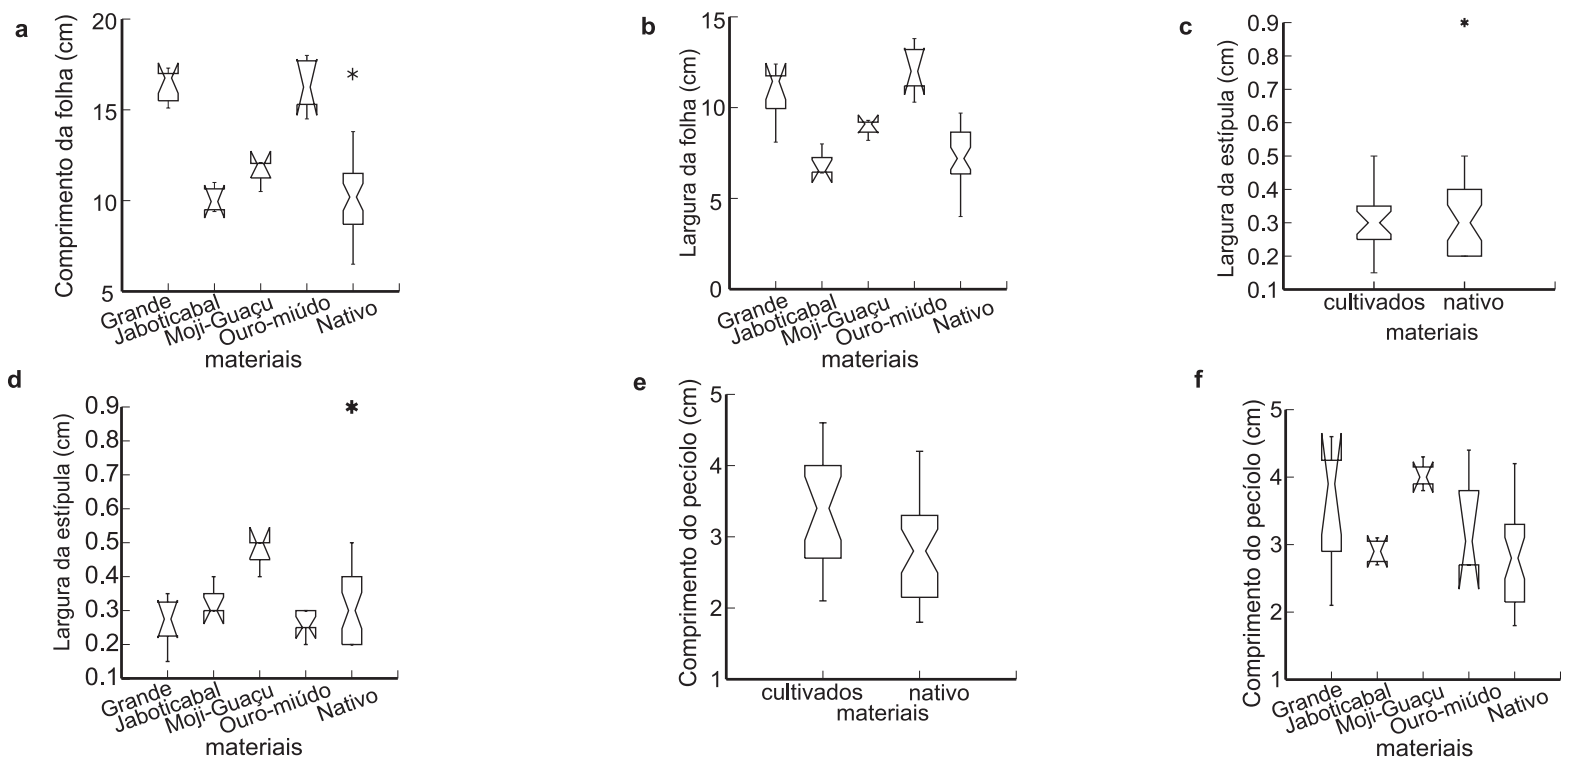 a
Comprimento da folha (cm)
20
15
10
5
Grande
Jaboticabal
Moji-Guaçu
Ouro-miúdo
Nativo
materiais
b
Largura da folha (cm)
15
10
5
0
Grande
Jaboticabal
Moji-Guaçu
Ouro-miúdo
Nativo
materiais
c
Largura da estípula (cm)
0.9
0.8
0.7
0.6
0.5
0.4
0.3
0.2
0.1
cultivados
nativo
materiais
d
Largura da estípula (cm)
0.9
0.8
0.7
0.6
0.5
0.4
0.3
0.2
0.1
Grande
Jaboticabal
Moji-Guaçu
Ouro-miúdo
Nativo
materiais
e
Comprimento do pecíolo (cm)
5
4
3
2
1
cultivados
nativo
materiais
f
Comprimento do pecíolo (cm)
5
4
3
2
1
Grande
Jaboticabal
Moji-Guaçu
Ouro-miúdo
Nativo
materiais